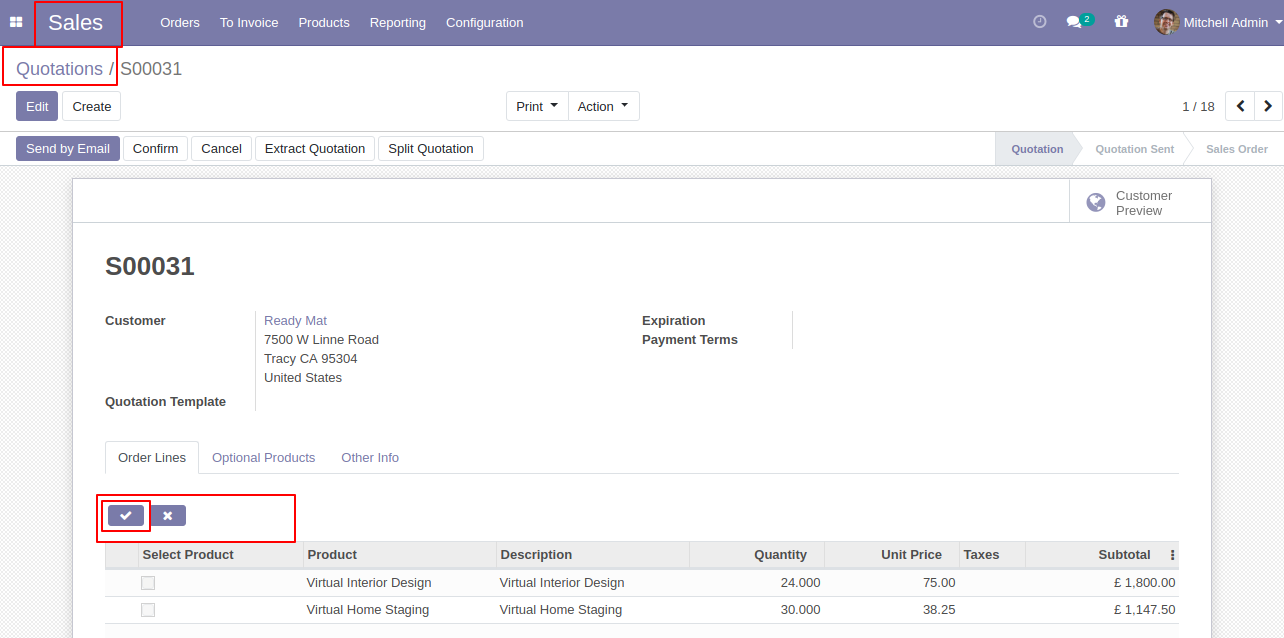 Sales Orders To Invoice Products Reporting Configuration 2 Mitchell Admin
Quotations / S00031
Edit Create Print Action 1 / 18
Send by Email Confirm Cancel Extract Quotation Split Quotation Quotation Quotation Sent Sales Order
Customer
Preview
S00031
Customer Ready Mat Expiration
7500 W Linne Road Payment Terms
Tracy CA 95304
United States
Quotation Template
Order Lines Optional Products Other Info
Select Product Product Description Quantity Unit Price Taxes Subtotal
Virtual Interior Design Virtual Interior Design 24.000 75.00 £ 1,800.00
Virtual Home Staging Virtual Home Staging 30.000 38.25 £ 1,147.50